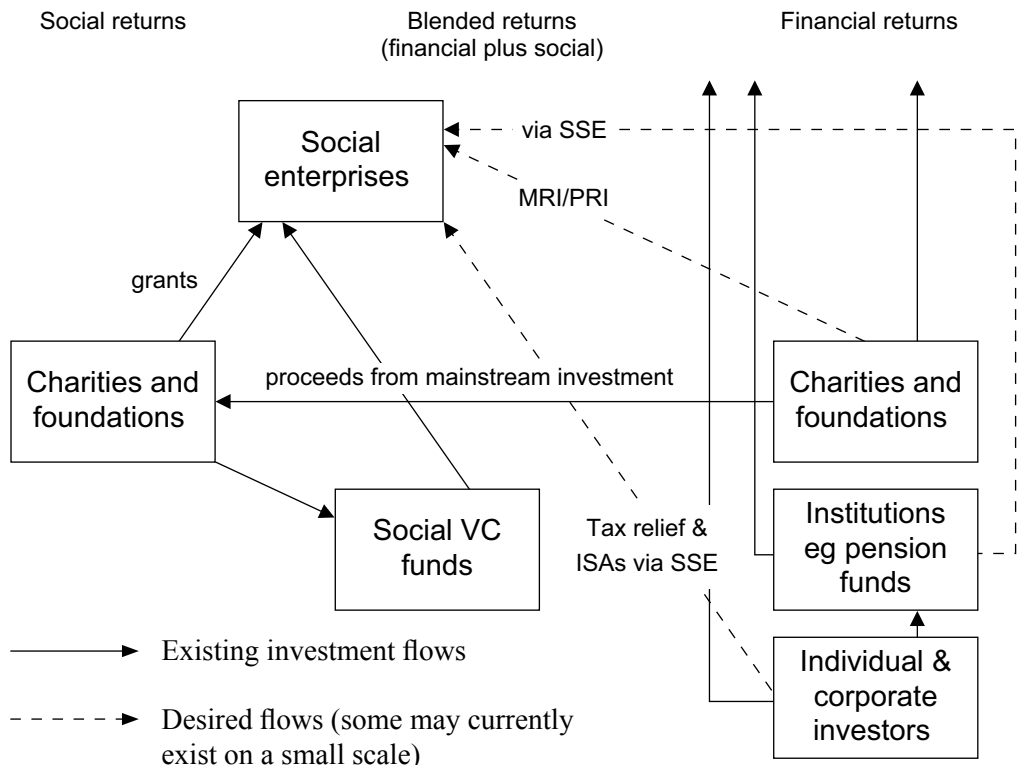 Social returns
Blended returns
(financial plus social)
Financial returns
Social
enterprises
via SSE
MRI/PRI
grants
Charities and
foundations
proceeds from mainstream investment
Charities and
foundations
Social VC
funds
Tax relief &
ISAs via SSE
Institutions
eg pension
funds
Individual &
corporate
investors
Existing investment flows
Desired flows (some may currently
exist on a small scale)